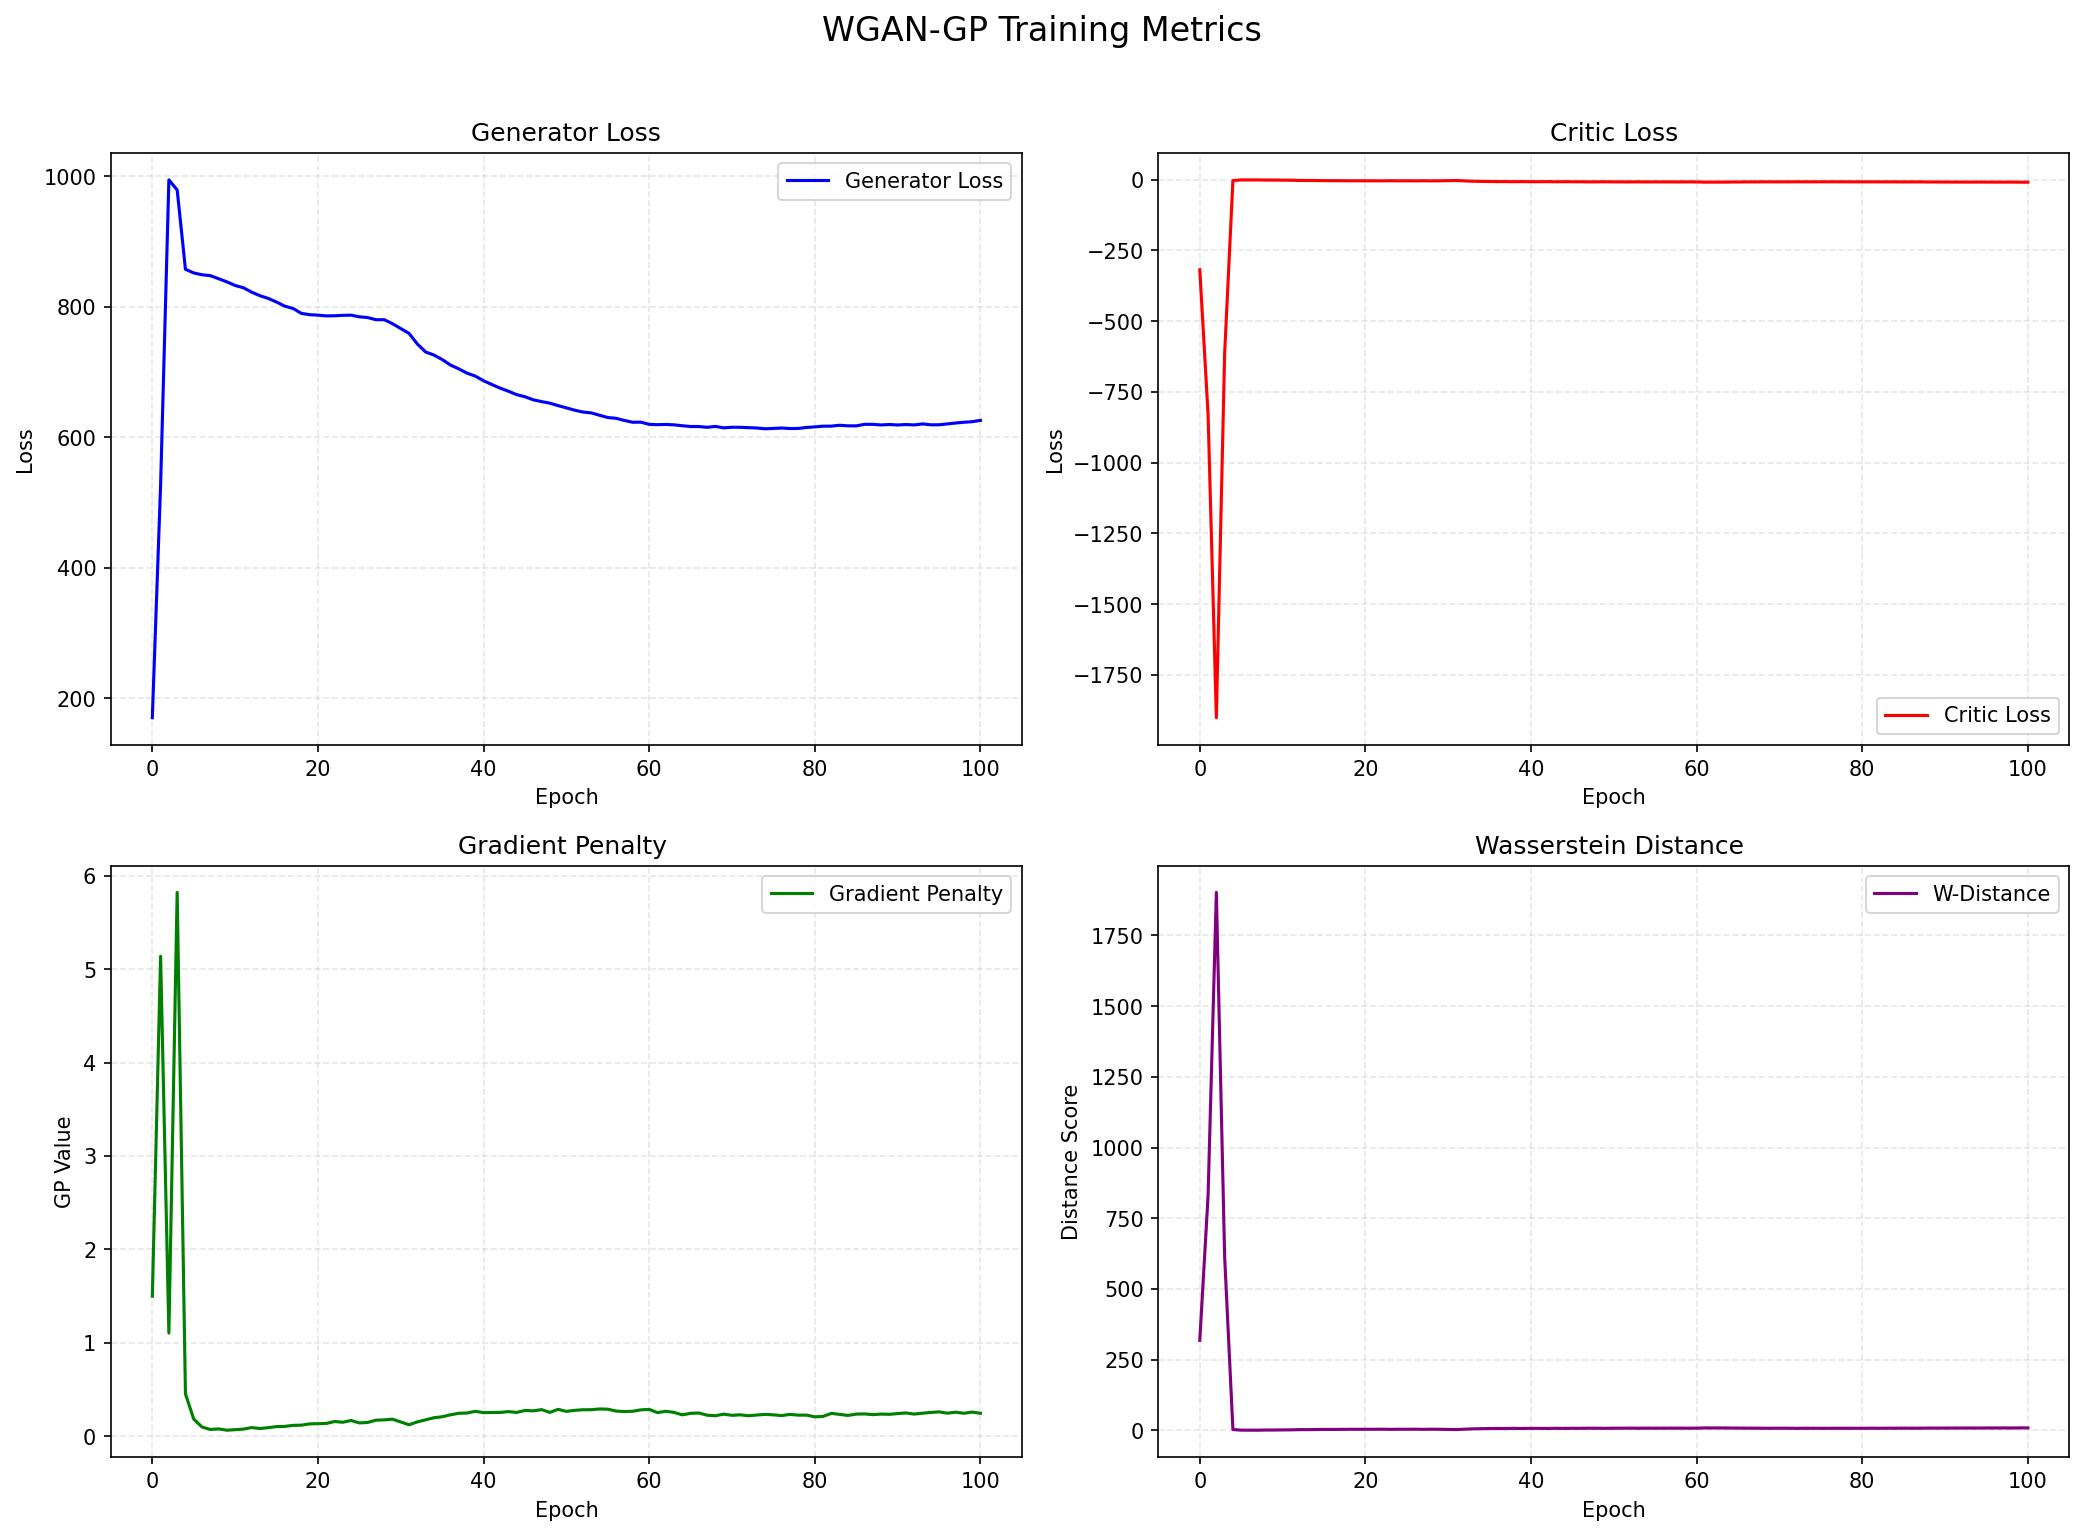 WGAN-GP Training Metrics
Generator Loss
Loss
1000
800
600
400
200
Generator Loss
0 20 40 60 80 100
Epoch
Critic Loss
Loss
0
−250
−500
−750
−1000
−1250
−1500
−1750
Critic Loss
0 20 40 60 80 100
Epoch
Gradient Penalty
GP Value
6
5
4
3
2
1
0
Gradient Penalty
0 20 40 60 80 100
Epoch
Wasserstein Distance
Distance Score
1750
1500
1250
1000
750
500
250
0
W-Distance
0 20 40 60 80 100
Epoch